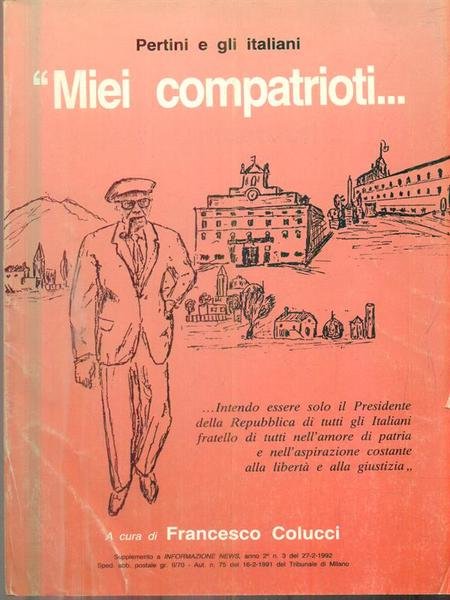 Pertini e gli italiani
“Miei compatrioti...
...Intendo essere solo il Presidente
della Repubblica di tutti gli Italiani
fratello di tutti nell'amore di patria
e nell'aspirazione costante
alla libertà e alla giustizia„
A cura di Francesco Colucci
Supplemento a INFORMAZIONE NEWS, anno 2° n. 3 del 27-2-1992
Sped. abb. postale gr. II/70 - Aut. n. 75 del 16-2-1991 del Tribunale di Milano